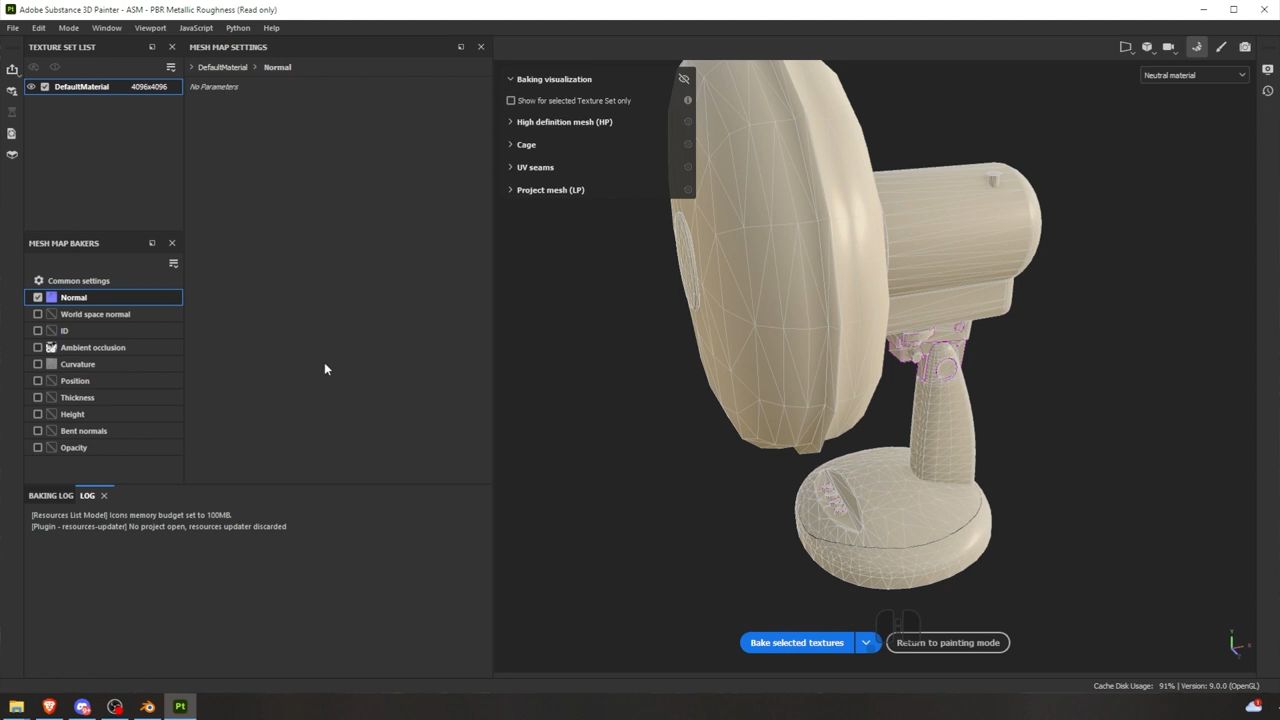 Pt Adobe Substance 3D Painter - ASM - PBR Metallic Roughness (Read only)
File Edit Mode Window Viewport JavaScript Python Help
TEXTURE SET LIST
DefaultMaterial 4096x4096
MESH MAP SETTINGS
DefaultMaterial > Normal
No Parameters
MESH MAP BAKERS
Common settings
Normal
World space normal
ID
Ambient occlusion
Curvature
Position
Thickness
Height
Bent normals
Opacity
BAKING LOG LOG
[Resources List Model] Icons memory budget set to 100MB.
[Plugin - resources-updater] No project open, resources updater discarded
Baking visualization
Show for selected Texture Set only
High definition mesh (HP)
Cage
UV seams
Project mesh (LP)
Neutral material
Bake selected textures
Return to painting mode
Cache Disk Usage: 91% | Version: 9.0.0 (OpenGL)
Pt